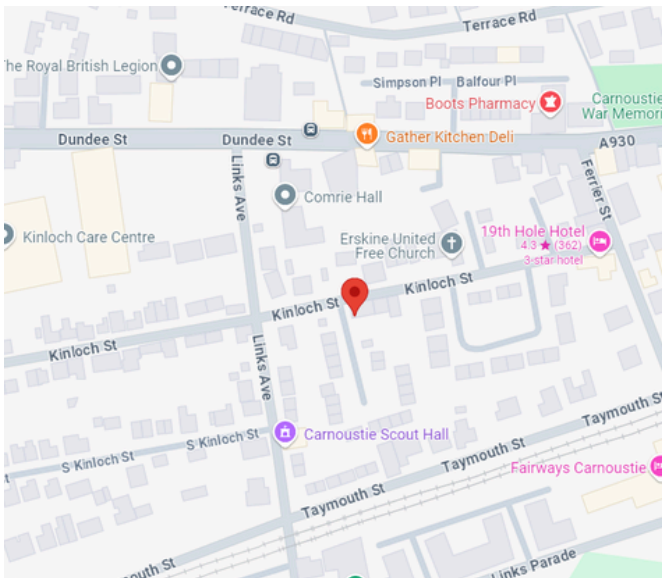 Terrace Rd
Terrace Rd
The Royal British Legion
Simpson Pl
Balfour Pl
Boots Pharmacy
Carnoustie
War Memori
Dundee St
Dundee St
Gather Kitchen Deli
A930
Links Ave
Ferrier St
Comrie Hall
Kinloch Care Centre
Erskine United
Free Church
19th Hole Hotel
4.3 ★ (362)
3-star hotel
Kinloch St
Kinloch St
Kinloch St
Links Ave
Carnoustie Scout Hall
S Kinloch St
Taymouth St
Taymouth St
Taymouth St
Fairways Carnoustie
ymouth St
Links Parade